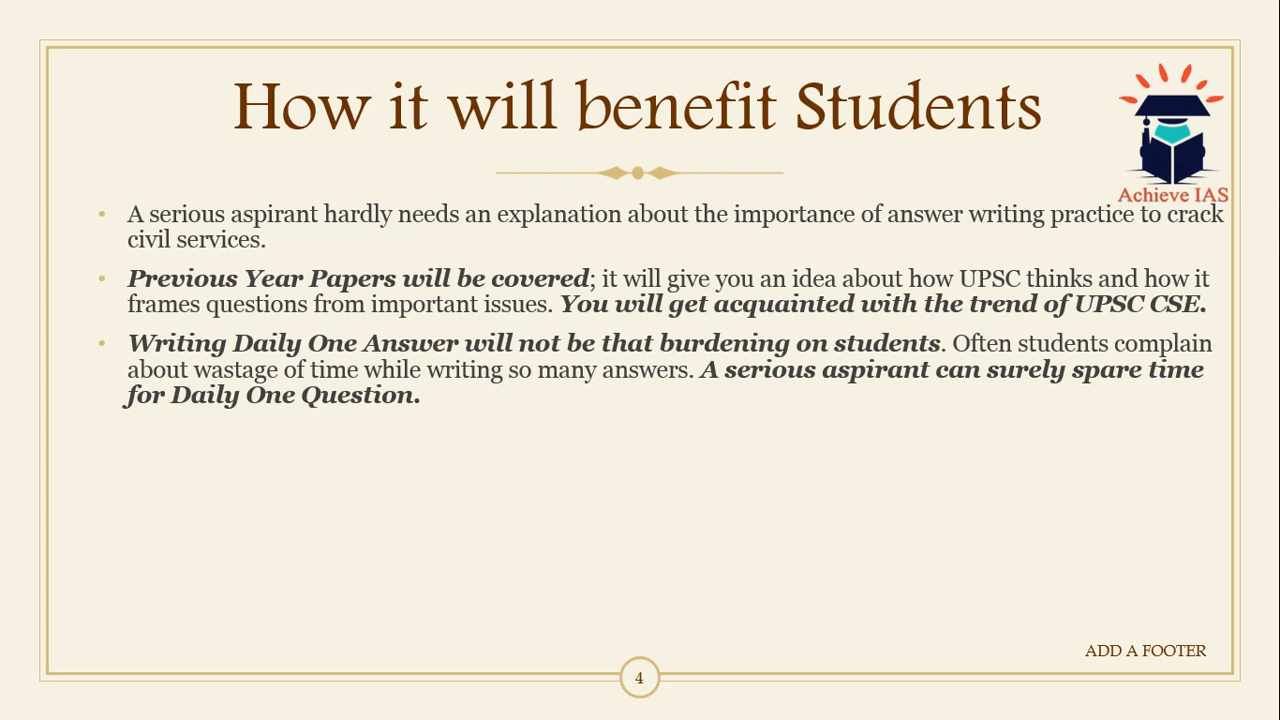 How it will benefit Students
Achieve IAS
A serious aspirant hardly needs an explanation about the importance of answer writing practice to crack
civil services.
Previous Year Papers will be covered; it will give you an idea about how UPSC thinks and how it
frames questions from important issues. You will get acquainted with the trend of UPSC CSE.
Writing Daily One Answer will not be that burdening on students. Often students complain
about wastage of time while writing so many answers. A serious aspirant can surely spare time
for Daily One Question.
ADD A FOOTER
4